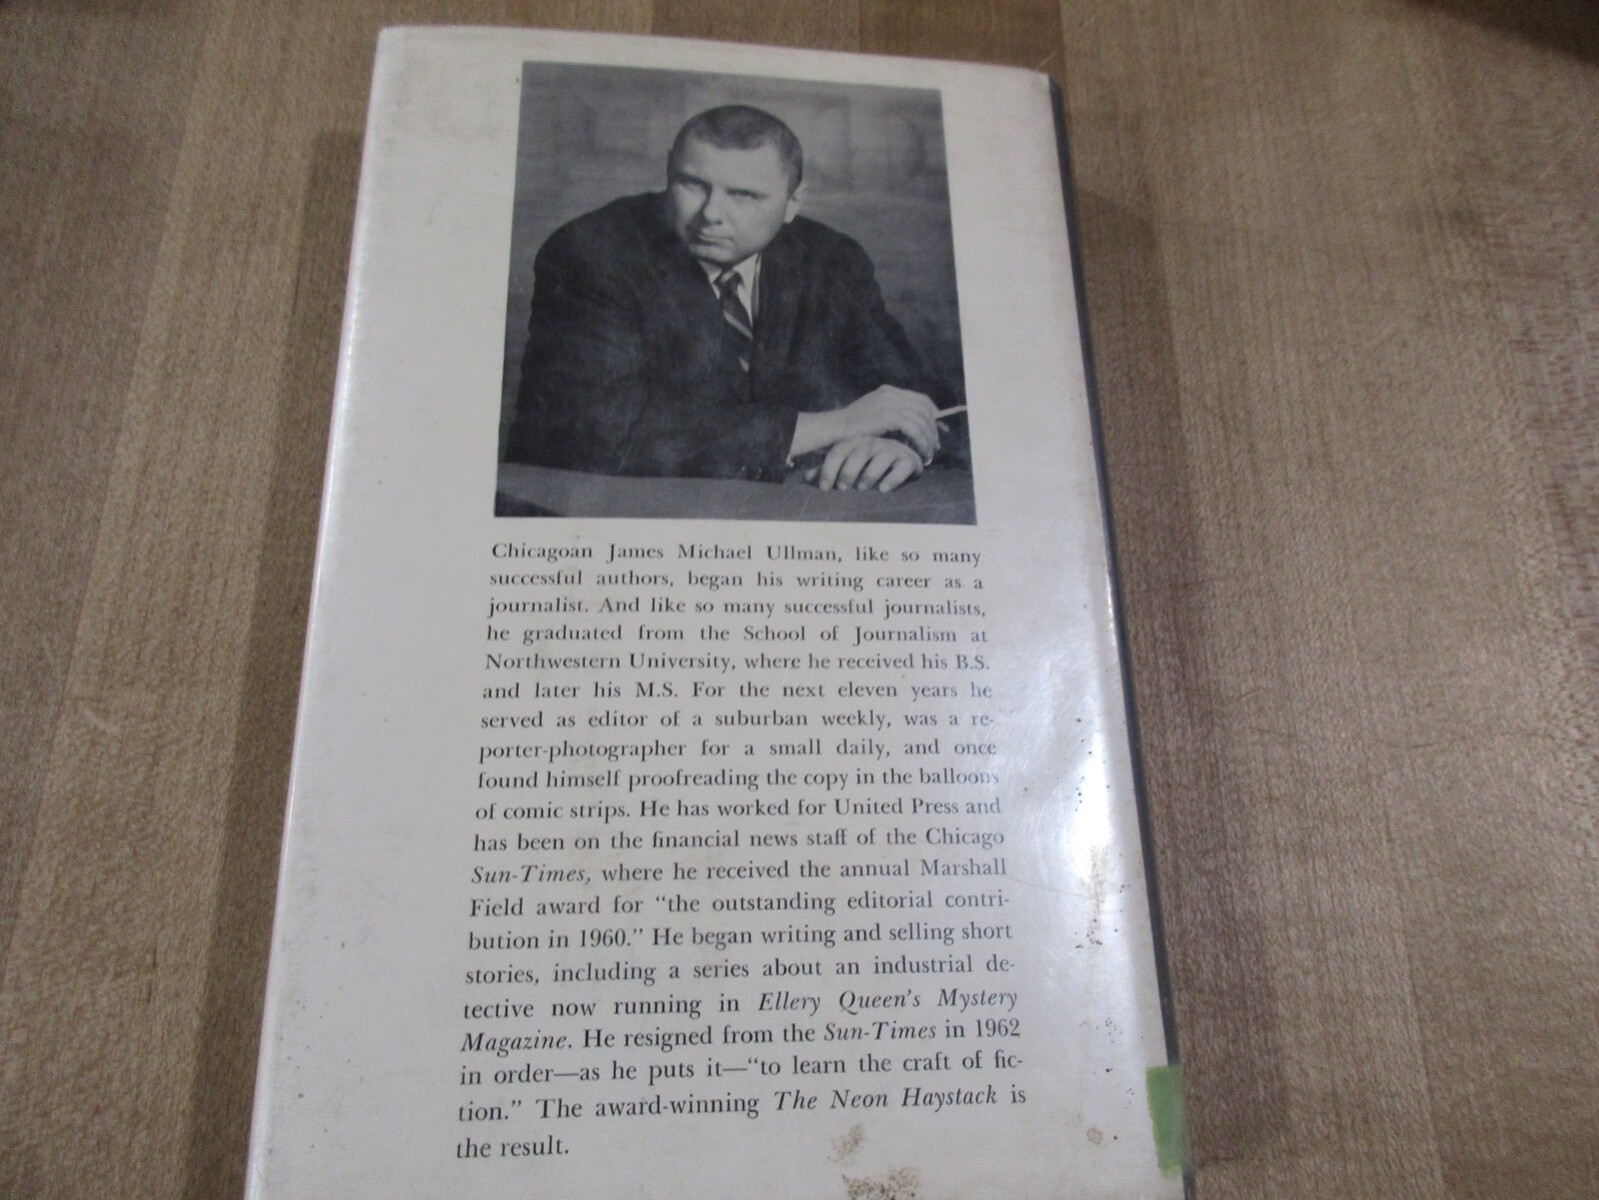 Chicagoan James Michael Ullman, like so many
successful authors, began his writing career as a
journalist. And like so many successful journalists,
he graduated from the School of Journalism at
Northwestern University, where he received his B.S.
and later his M.S. For the next eleven years he
served as editor of a suburban weekly, was a re-
porter-photographer for a small daily, and once
found himself proofreading the copy in the balloons
of comic strips. He has worked for United Press and
has been on the financial news staff of the Chicago
Sun-Times, where he received the annual Marshall
Field award for “the outstanding editorial contri-
bution in 1960.” He began writing and selling short
stories, including a series about an industrial de-
tective now running in Ellery Queen’s Mystery
Magazine. He resigned from the Sun-Times in 1962
in order—as he puts it—“to learn the craft of fic-
tion.” The award-winning The Neon Haystack is
the result.